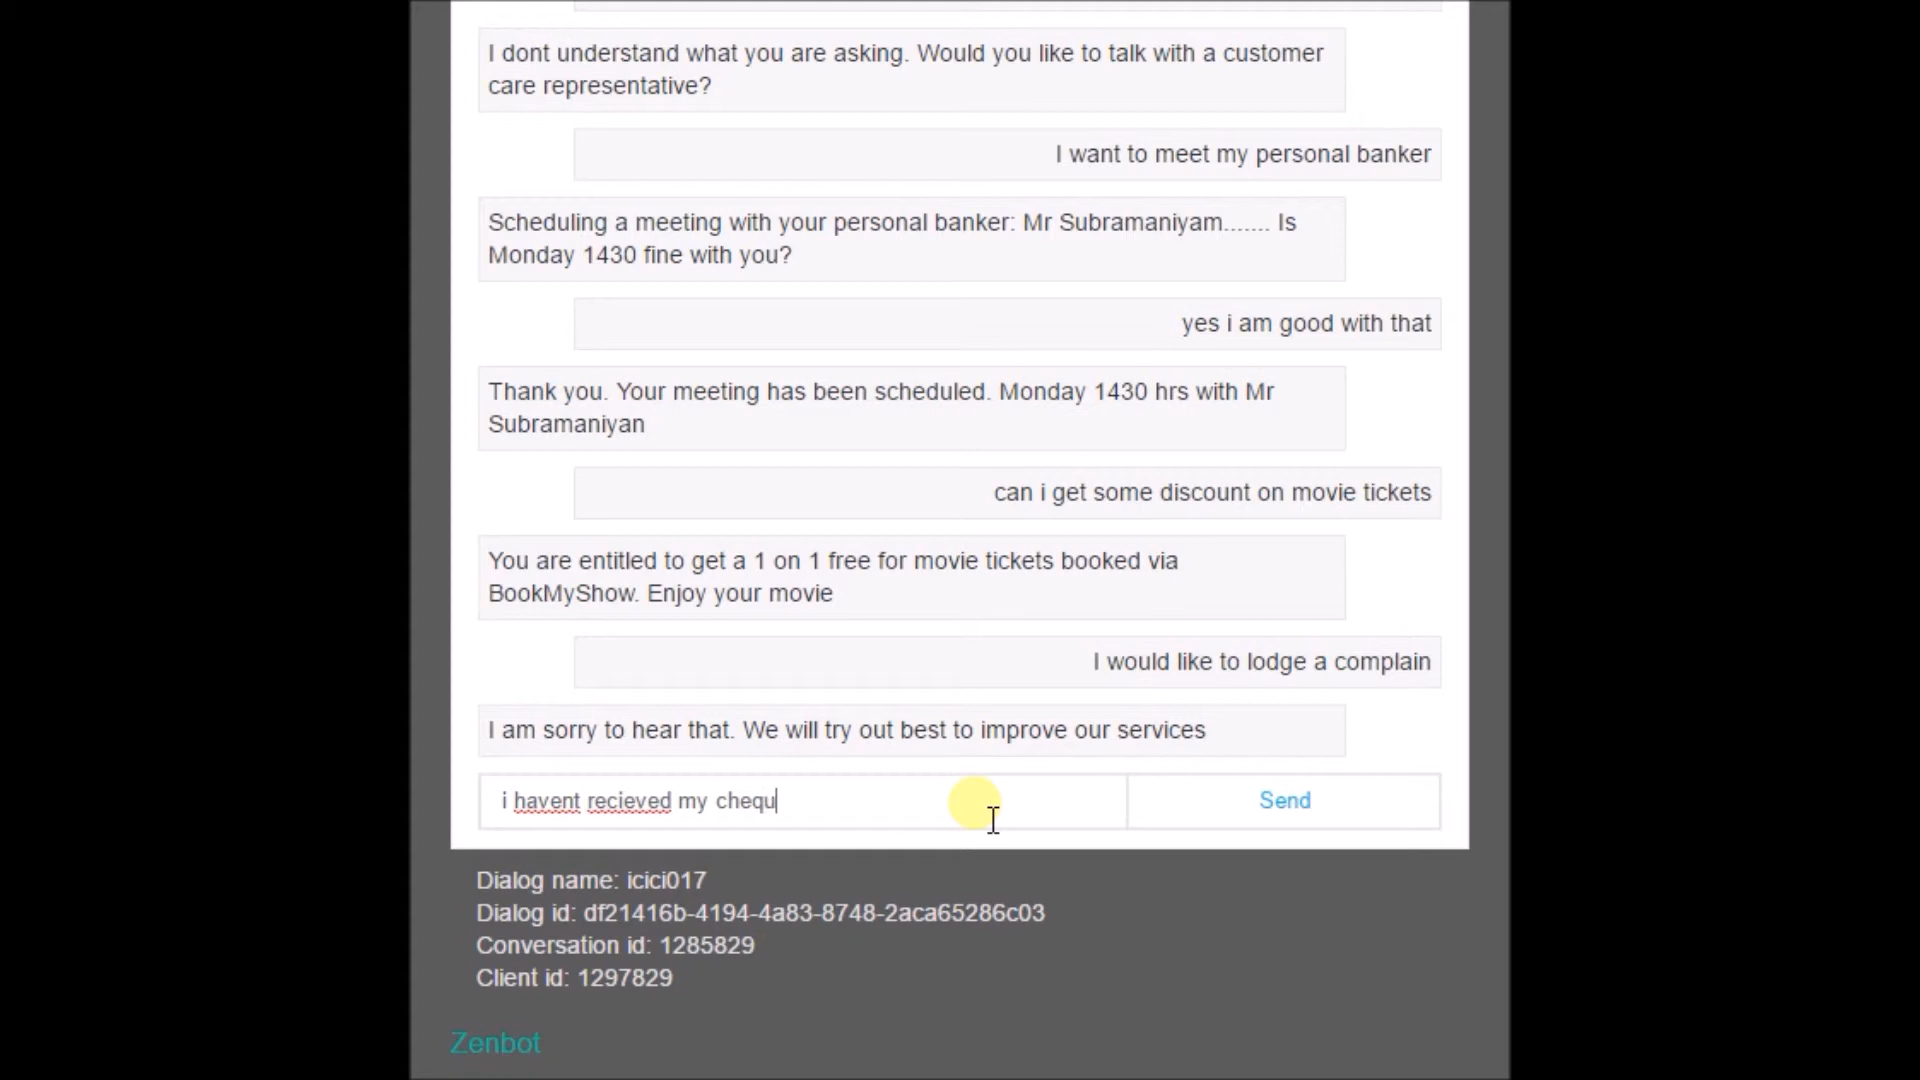 I dont understand what you are asking. Would you like to talk with a customer
care representative?
I want to meet my personal banker
Scheduling a meeting with your personal banker: Mr Subramaniyam....... Is
Monday 1430 fine with you?
yes i am good with that
Thank you. Your meeting has been scheduled. Monday 1430 hrs with Mr
Subramaniyan
can i get some discount on movie tickets
You are entitled to get a 1 on 1 free for movie tickets booked via
BookMyShow. Enjoy your movie
I would like to lodge a complain
I am sorry to hear that. We will try out best to improve our services
i havent recieved my chequ
Send
Dialog name: icici017
Dialog id: df21416b-4194-4a83-8748-2aca65286c03
Conversation id: 1285829
Client id: 1297829
Zenbot